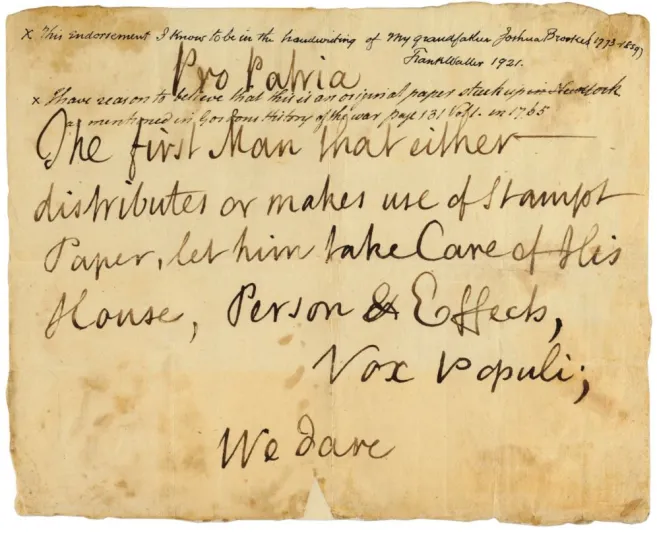 x This indorsement I know to be in the handwriting of my grandfather Joshua Brookes (1773-1859)
Frank Waller 1921.
Pro Patria
x I have reason to believe that this is an original paper stuck up in New York
as mentioned in Gordons History of the war page 131 Vol 1. in 1765
The first Man that either
distributes or makes use of Stampt
Paper, let him take Care of His
House, Person & Effects,
Vox Populi;
We dare